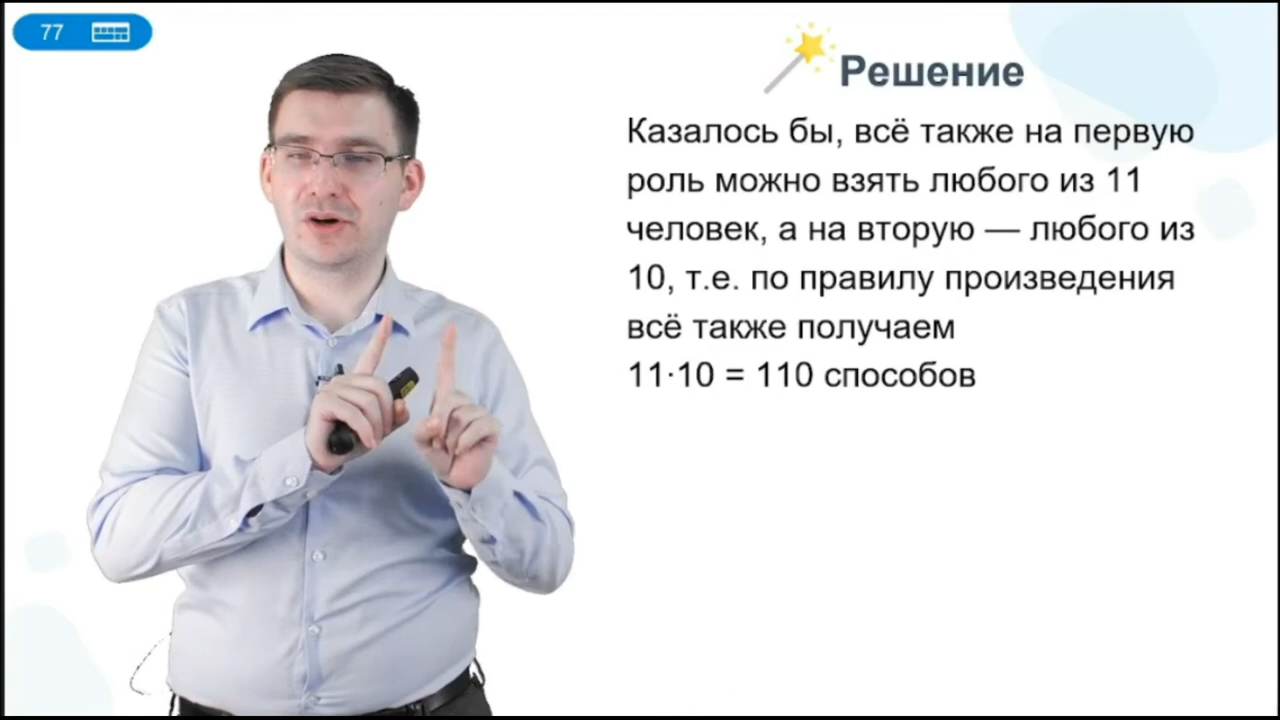 77
Решение
Казалось бы, всё также на первую
роль можно взять любого из 11
человек, а на вторую — любого из
10, т.е. по правилу произведения
всё также получаем
11·10 = 110 способов